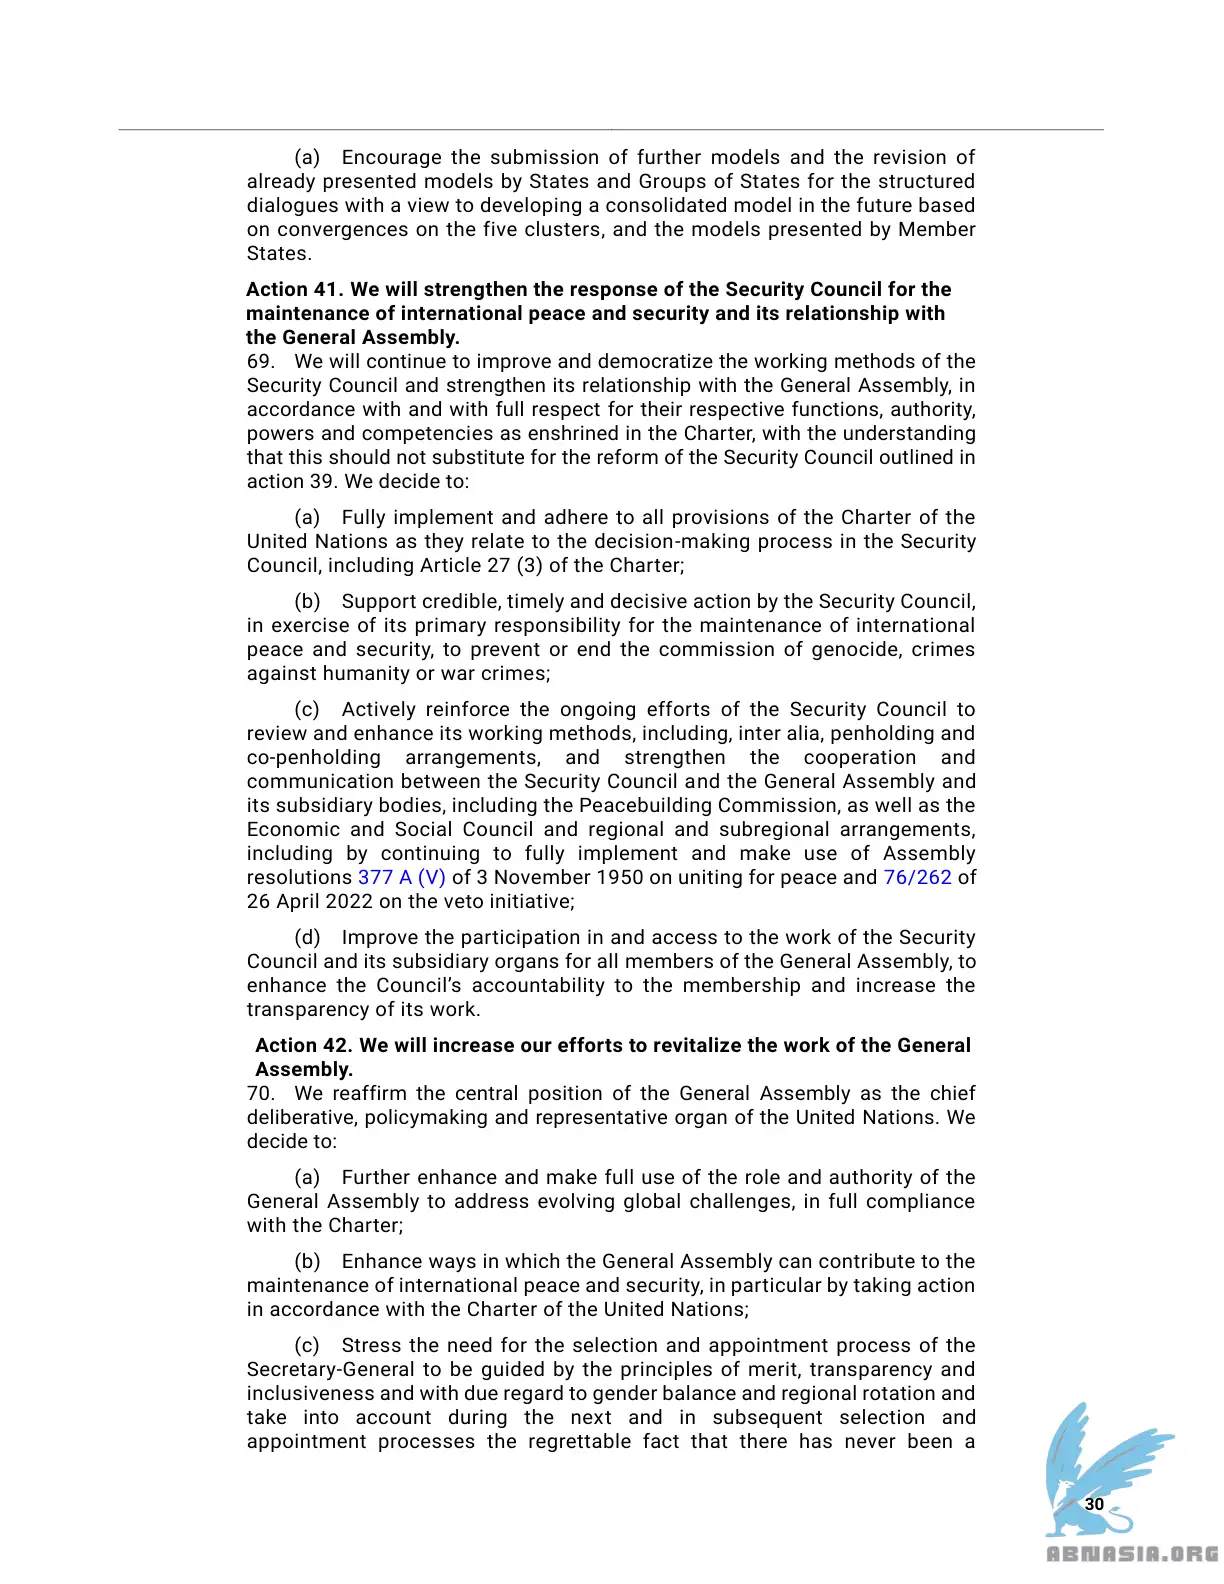 (a) Encourage the submission of further models and the revision of
already presented models by States and Groups of States for the structured
dialogues with a view to developing a consolidated model in the future based
on convergences on the five clusters, and the models presented by Member
States.
Action 41. We will strengthen the response of the Security Council for the
maintenance of international peace and security and its relationship with
the General Assembly.
69. We will continue to improve and democratize the working methods of the
Security Council and strengthen its relationship with the General Assembly, in
accordance with and with full respect for their respective functions, authority,
powers and competencies as enshrined in the Charter, with the understanding
that this should not substitute for the reform of the Security Council outlined in
action 39. We decide to:
(a) Fully implement and adhere to all provisions of the Charter of the
United Nations as they relate to the decision-making process in the Security
Council, including Article 27 (3) of the Charter;
(b) Support credible, timely and decisive action by the Security Council,
in exercise of its primary responsibility for the maintenance of international
peace and security, to prevent or end the commission of genocide, crimes
against humanity or war crimes;
(c) Actively reinforce the ongoing efforts of the Security Council to
review and enhance its working methods, including, inter alia, penholding and
co-penholding arrangements, and strengthen the cooperation and
communication between the Security Council and the General Assembly and
its subsidiary bodies, including the Peacebuilding Commission, as well as the
Economic and Social Council and regional and subregional arrangements,
including by continuing to fully implement and make use of Assembly
resolutions 377 A (V) of 3 November 1950 on uniting for peace and 76/262 of
26 April 2022 on the veto initiative;
(d) Improve the participation in and access to the work of the Security
Council and its subsidiary organs for all members of the General Assembly, to
enhance the Council’s accountability to the membership and increase the
transparency of its work.
Action 42. We will increase our efforts to revitalize the work of the General
Assembly.
70. We reaffirm the central position of the General Assembly as the chief
deliberative, policymaking and representative organ of the United Nations. We
decide to:
(a) Further enhance and make full use of the role and authority of the
General Assembly to address evolving global challenges, in full compliance
with the Charter;
(b) Enhance ways in which the General Assembly can contribute to the
maintenance of international peace and security, in particular by taking action
in accordance with the Charter of the United Nations;
(c) Stress the need for the selection and appointment process of the
Secretary-General to be guided by the principles of merit, transparency and
inclusiveness and with due regard to gender balance and regional rotation and
take into account during the next and in subsequent selection and
appointment processes the regrettable fact that there has never been a
30
ABNASIA.ORG